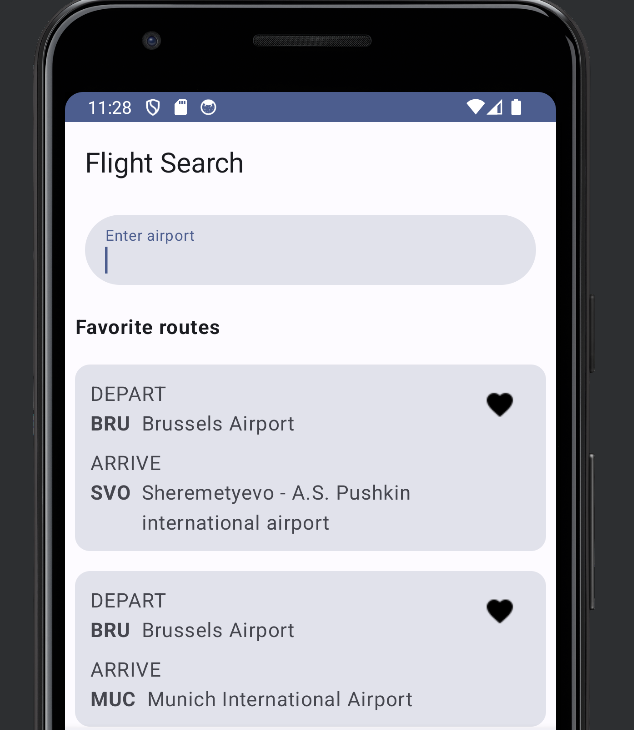 11:28
Flight Search
Enter airport
Favorite routes
DEPART
BRU Brussels Airport
ARRIVE
SVO Sheremetyevo - A.S. Pushkin
international airport
DEPART
BRU Brussels Airport
ARRIVE
MUC Munich International Airport